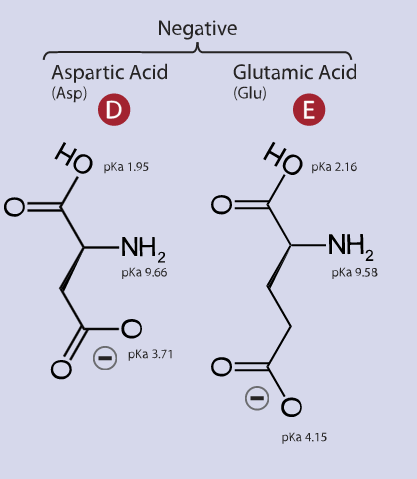 Negative
Aspartic Acid
(Asp)
D
Glutamic Acid
(Glu)
E
HO
pKa 1.95
O
NH2
pKa 9.66
O
pKa 3.71
O
HO
pKa 2.16
O
NH2
pKa 9.58
O
O
pKa 4.15